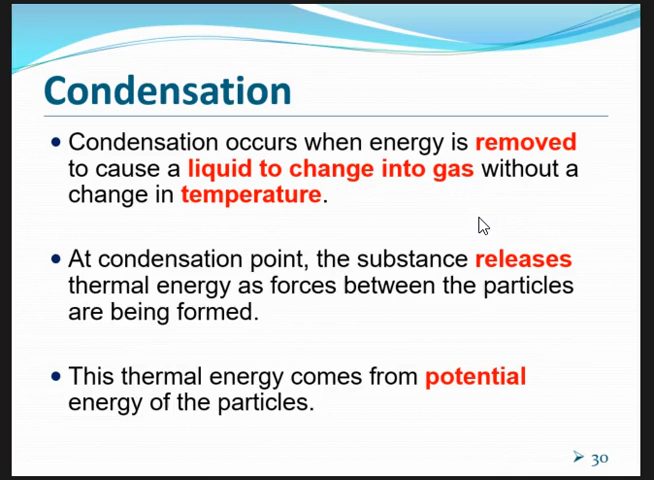 Condensation
• Condensation occurs when energy is removed
to cause a liquid to change into gas without a
change in temperature.
• At condensation point, the substance releases
thermal energy as forces between the particles
are being formed.
• This thermal energy comes from potential
energy of the particles.
➢ 30